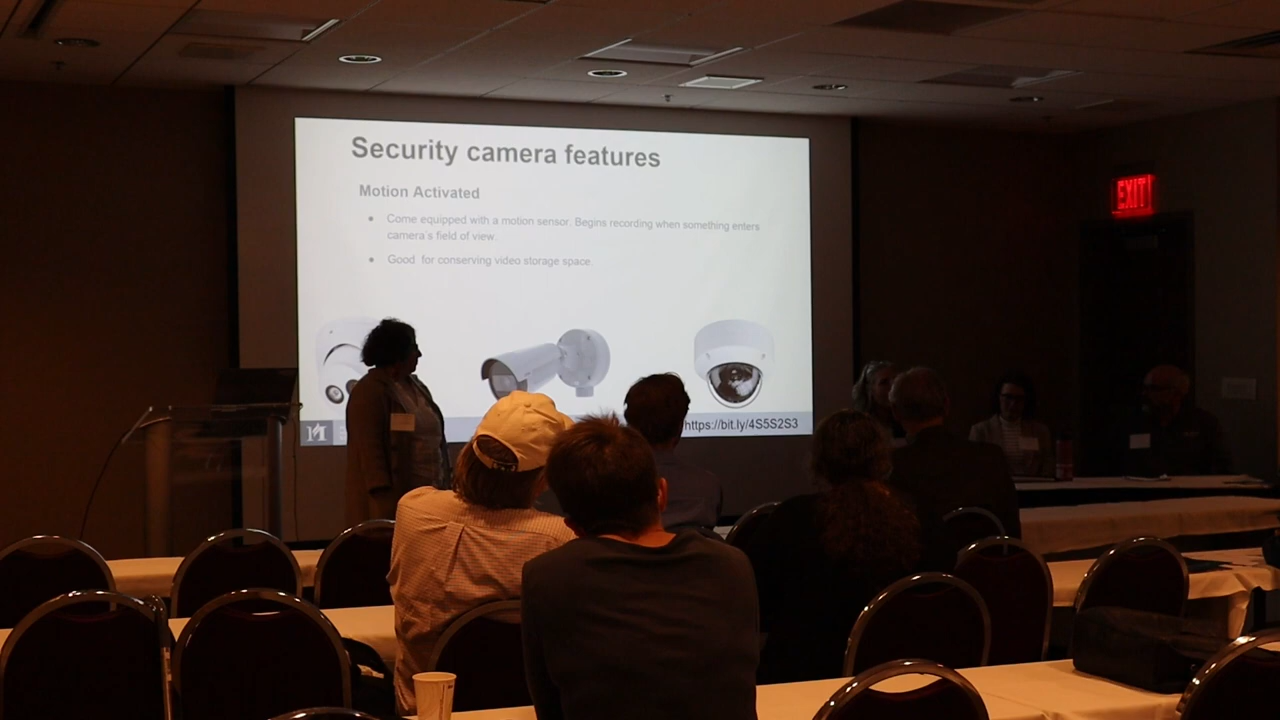 Security camera features
Motion Activated
Come equipped with a motion sensor. Begins recording when something enters
camera's field of view.
Good for conserving video storage space.
https://bit.ly/4S5S2S3
EXIT